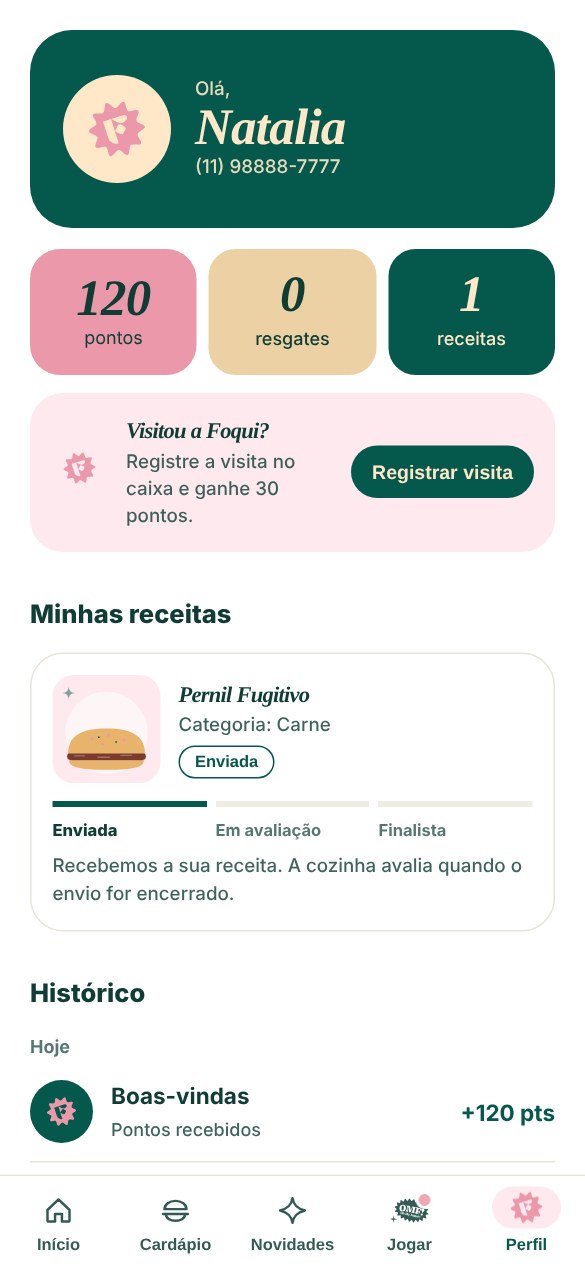 Olá,
Natalia
(11) 98888-7777
120
pontos
0
resgates
1
receitas
Visitou a Foqui?
Registre a visita no
caixa e ganhe 30
pontos.
Registrar visita
Minhas receitas
Pernil Fugitivo
Categoria: Carne
Enviada
Enviada
Em avaliação
Finalista
Recebemos a sua receita. A cozinha avalia quando o
envio for encerrado.
Histórico
Hoje
Boas-vindas
Pontos recebidos
+120 pts
Início
Cardápio
Novidades
Jogar
Perfil